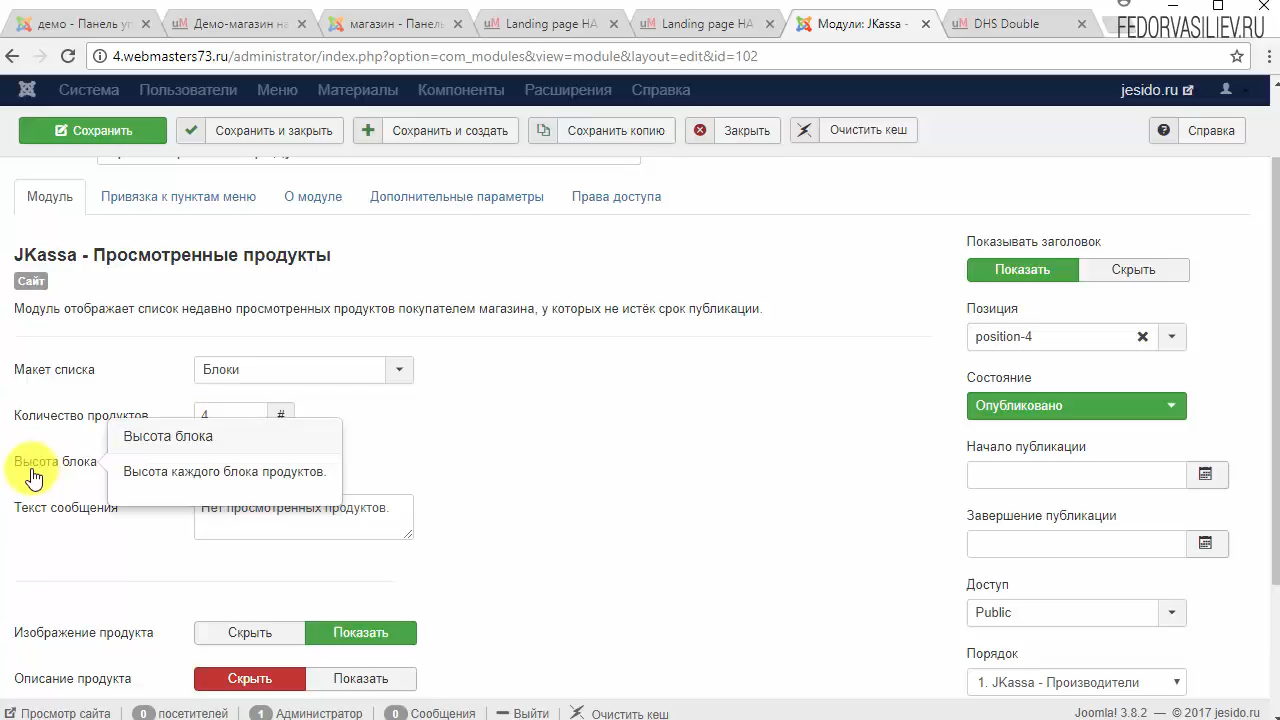 демо - Панель у
Демо-магазин на
магазин - Панель
Landing page HA
Landing page HA
Модули: JKassa -
DHS Double
FEDORVASILIEV.RU
4.webmasters73.ru/administrator/index.php?option=com_modules&view=module&layout=edit&id=102
Система Пользователи Меню Материалы Компоненты Расширения Справка jesido.ru
Сохранить Сохранить и закрыть Сохранить и создать Сохранить копию Закрыть Очистить кеш Справка
Модуль Привязка к пунктам меню О модуле Дополнительные параметры Права доступа
JKassa - Просмотренные продукты
Сайт
Модуль отображает список недавно просмотренных продуктов покупателем магазина, у которых не истёк срок публикации.
Макет списка Блоки
Количество продуктов 4 #
Высота блока
Высота блока
Высота каждого блока продуктов.
Текст сообщения Нет просмотренных продуктов.
Изображение продукта Скрыть Показать
Описание продукта Скрыть Показать
Показывать заголовок
Показать Скрыть
Позиция
position-4
Состояние
Опубликовано
Начало публикации
Завершение публикации
Доступ
Public
Порядок
1. JKassa - Производители
Просмотр сайта 0 посетителей 1 Администратор 0 Сообщения Выйти Очистить кеш Joomla! 3.8.2 — © 2017 jesido.ru